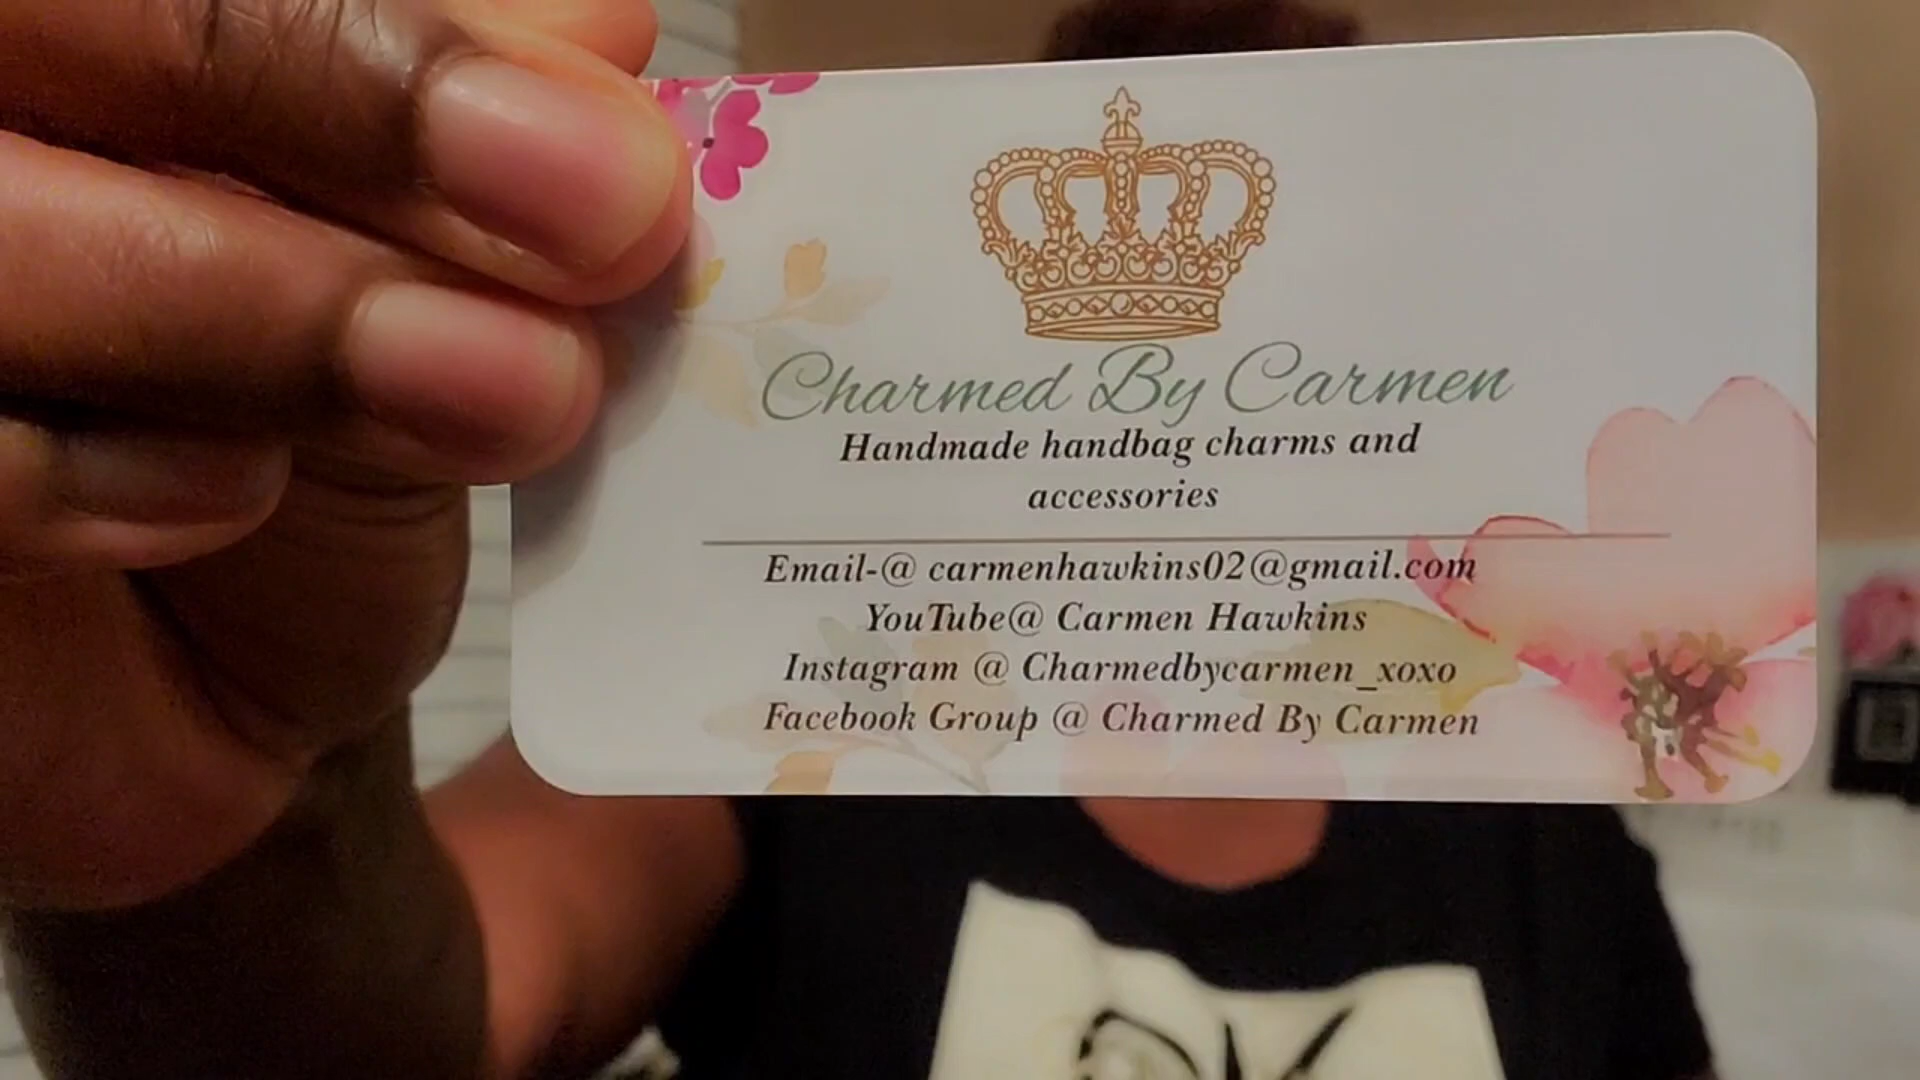 Charmed By Carmen
Handmade handbag charms and
accessories
Email-@ carmenhawkins02@gmail.com
YouTube@ Carmen Hawkins
Instagram @ Charmedbycarmen_xoxo
Facebook Group @ Charmed By Carmen